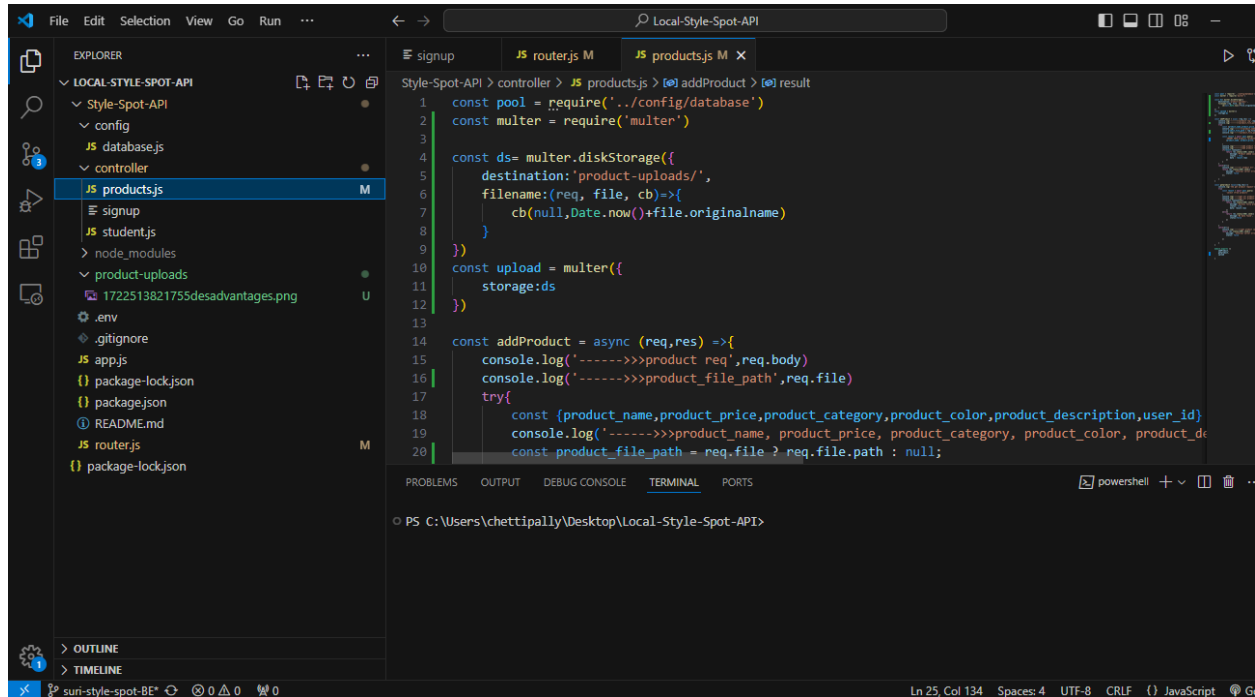 File Edit Selection View Go Run ···
Local-Style-Spot-API
EXPLORER
LOCAL-STYLE-SPOT-API
Style-Spot-API
config
JS database.js
controller
JS products.js M
signup
JS student.js
node_modules
product-uploads
1722513821755desadvantages.png U
.env
.gitignore
JS app.js
{} package-lock.json
{} package.json
README.md
JS router.js M
{} package-lock.json
OUTLINE
TIMELINE
3
1
signup JS router.js M JS products.js M
Style-Spot-API > controller > JS products.js > addProduct > result
1 const pool = require('../config/database')
2 const multer = require('multer')
3
4 const ds= multer.diskStorage({
5 destination:'product-uploads/',
6 filename:(req, file, cb)=>{
7 cb(null,Date.now()+file.originalname)
8 }
9 })
10 const upload = multer({
11 storage:ds
12 })
13
14 const addProduct = async (req,res) =>{
15 console.log('------>>>product req',req.body)
16 console.log('------>>>product_file_path',req.file)
17 try{
18 const {product_name,product_price,product_category,product_color,product_description,user_id}
19 console.log('------>>>product_name, product_price, product_category, product_color, product_de
20 const product_file_path = req.file ? req.file.path : null;
PROBLEMS OUTPUT DEBUG CONSOLE TERMINAL PORTS
powershell
PS C:\Users\chettipally\Desktop\Local-Style-Spot-API>
suri-style-spot-BE* 0 0 0
Ln 25, Col 134 Spaces: 4 UTF-8 CRLF {} JavaScript